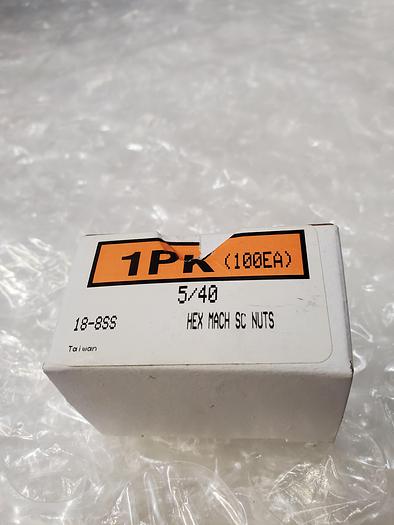 1PK (100EA)
5/40
18-8SS HEX MACH SC NUTS
Taiwan